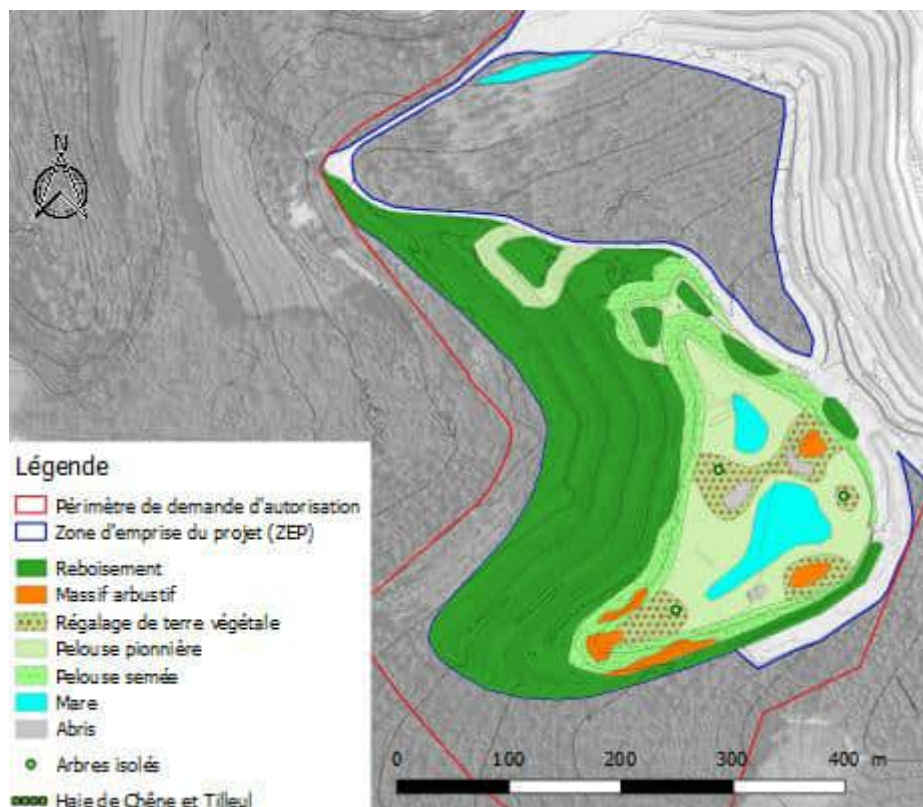 N
Légende
Périmètre de demande d'autorisation
Zone d'emprise du projet (ZEP)
Reboisement
Massif arbustif
Régalage de terre végétale
Pelouse pionnière
Pelouse semée
Mare
Abris
Arbres isolés
Haie de Chêne et Tilleul
0 100 200 300 400 m